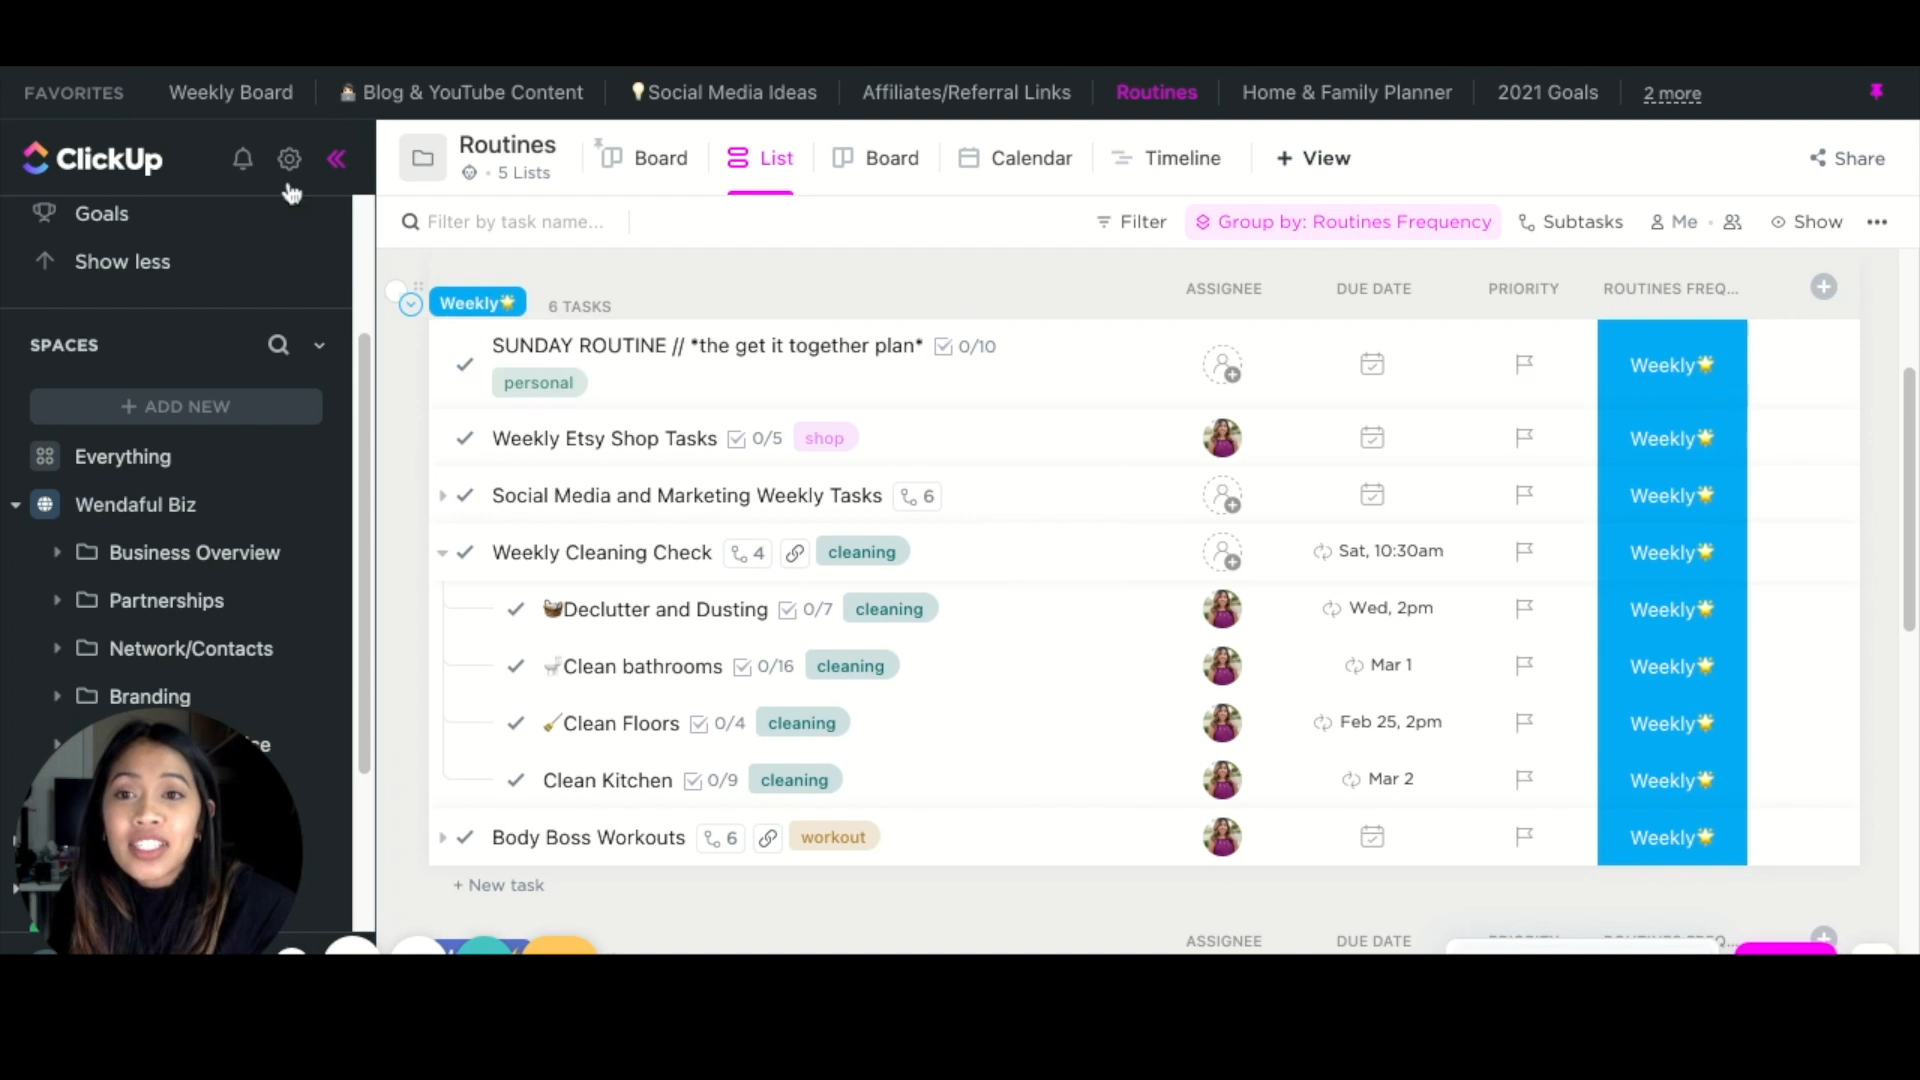 FAVORITES Weekly Board Blog & YouTube Content Social Media Ideas Affiliates/Referral Links Routines Home & Family Planner 2021 Goals 2 more
ClickUp
Routines
5 Lists
Board List Board Calendar Timeline + View Share
Goals
Show less
SPACES
+ ADD NEW
Everything
Wendaful Biz
Business Overview
Partnerships
Network/Contacts
Branding
Filter by task name... Filter Group by: Routines Frequency Subtasks Me Show
Weekly 6 TASKS ASSIGNEE DUE DATE PRIORITY ROUTINES FREQ...
SUNDAY ROUTINE // *the get it together plan* 0/10 Weekly
personal
Weekly Etsy Shop Tasks 0/5 shop Weekly
Social Media and Marketing Weekly Tasks 6 Weekly
Weekly Cleaning Check 4 cleaning Sat, 10:30am Weekly
Declutter and Dusting 0/7 cleaning Wed, 2pm Weekly
Clean bathrooms 0/16 cleaning Mar 1 Weekly
Clean Floors 0/4 cleaning Feb 25, 2pm Weekly
Clean Kitchen 0/9 cleaning Mar 2 Weekly
Body Boss Workouts 6 workout Weekly
+ New task
ASSIGNEE DUE DATE